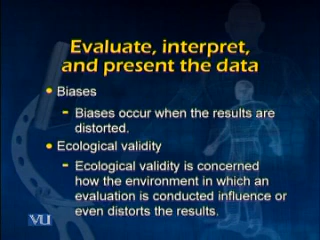 Evaluate, interpret,
and present the data
• Biases
- Biases occur when the results are
distorted.
• Ecological validity
- Ecological validity is concerned
how the environment in which an
evaluation is conducted influence or
even distorts the results.
VU